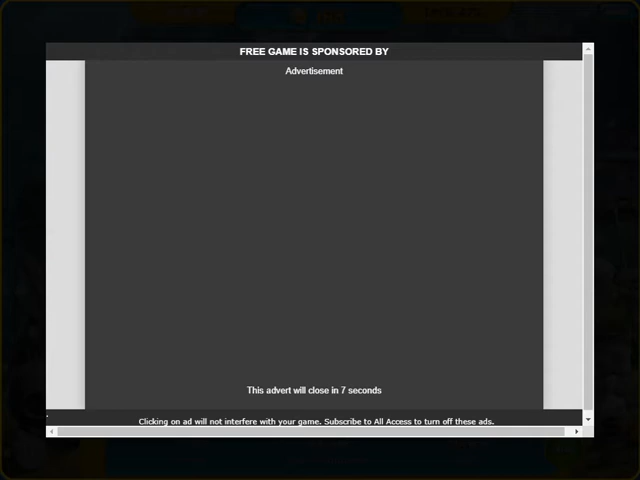 FREE GAME IS SPONSORED BY
Advertisement
This advert will close in 7 seconds
Clicking on ad will not interfere with your game. Subscribe to All Access to turn off these ads.